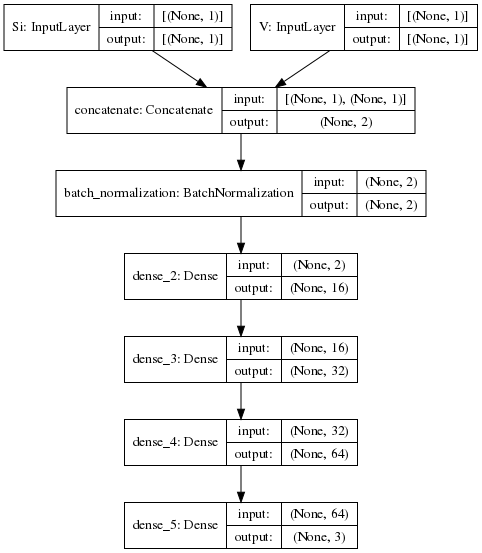 Si: InputLayer
input: [(None, 1)]
output: [(None, 1)]
V: InputLayer
input: [(None, 1)]
output: [(None, 1)]
concatenate: Concatenate
input: [(None, 1), (None, 1)]
output: (None, 2)
batch_normalization: BatchNormalization
input: (None, 2)
output: (None, 2)
dense_2: Dense
input: (None, 2)
output: (None, 16)
dense_3: Dense
input: (None, 16)
output: (None, 32)
dense_4: Dense
input: (None, 32)
output: (None, 64)
dense_5: Dense
input: (None, 64)
output: (None, 3)